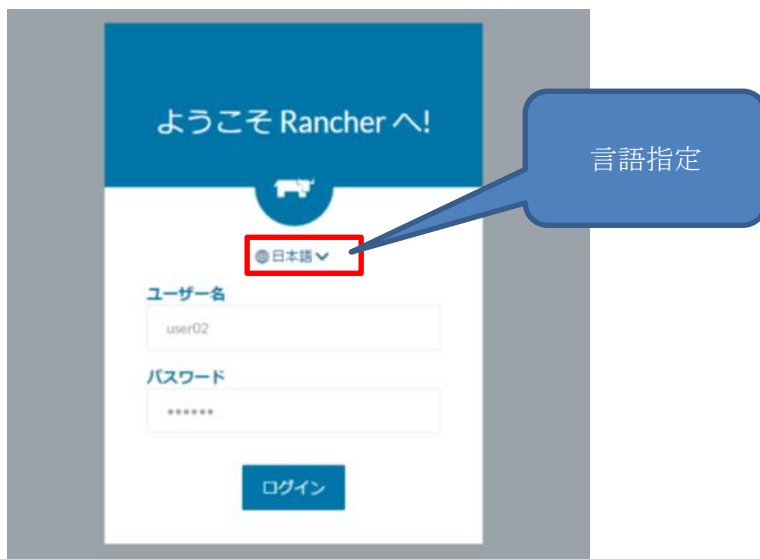 ようこそ Rancher へ!
言語指定
日本語
ユーザー名
user02
パスワード
••••••
ログイン